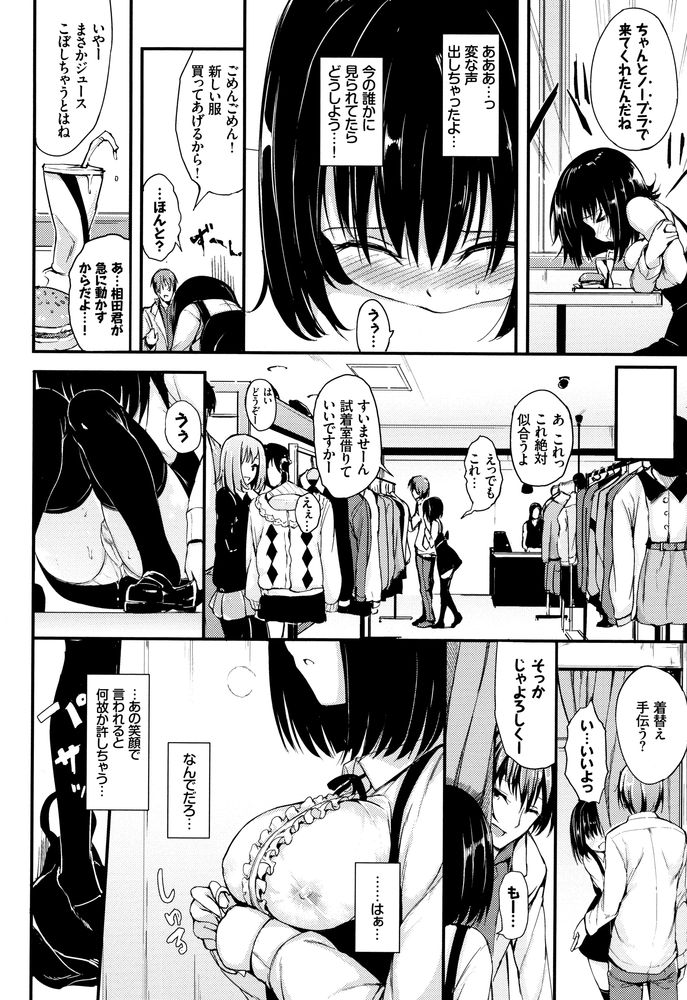 ちゃんとノーブラで
来てくれたんだね
あああ…っ
変な声
出しちゃったよ…
今の誰かに
見られてたら
どうしよう…！
うぅ
…？
ごめんごめん！
新しい服
買ってあげるから！
…ほんと？
ずーん
いやー
まさかジュース
こぼしちゃうとはね
あ…相田君が
急に動かす
からだよ…！
あ これっ
これ絶対
似合うよ
えっでも
これ…
すいませーん
試着室借りて
いいですかー
えぇ…
はい
どうぞー
うぅ
着替え
手伝う？
い…いいよっ
そっか
じゃよろしくー
も！…
……はぁ…
なんでだろ…
しゅる
…あの笑顔で
言われると
何故か許しちゃう…
パサッ